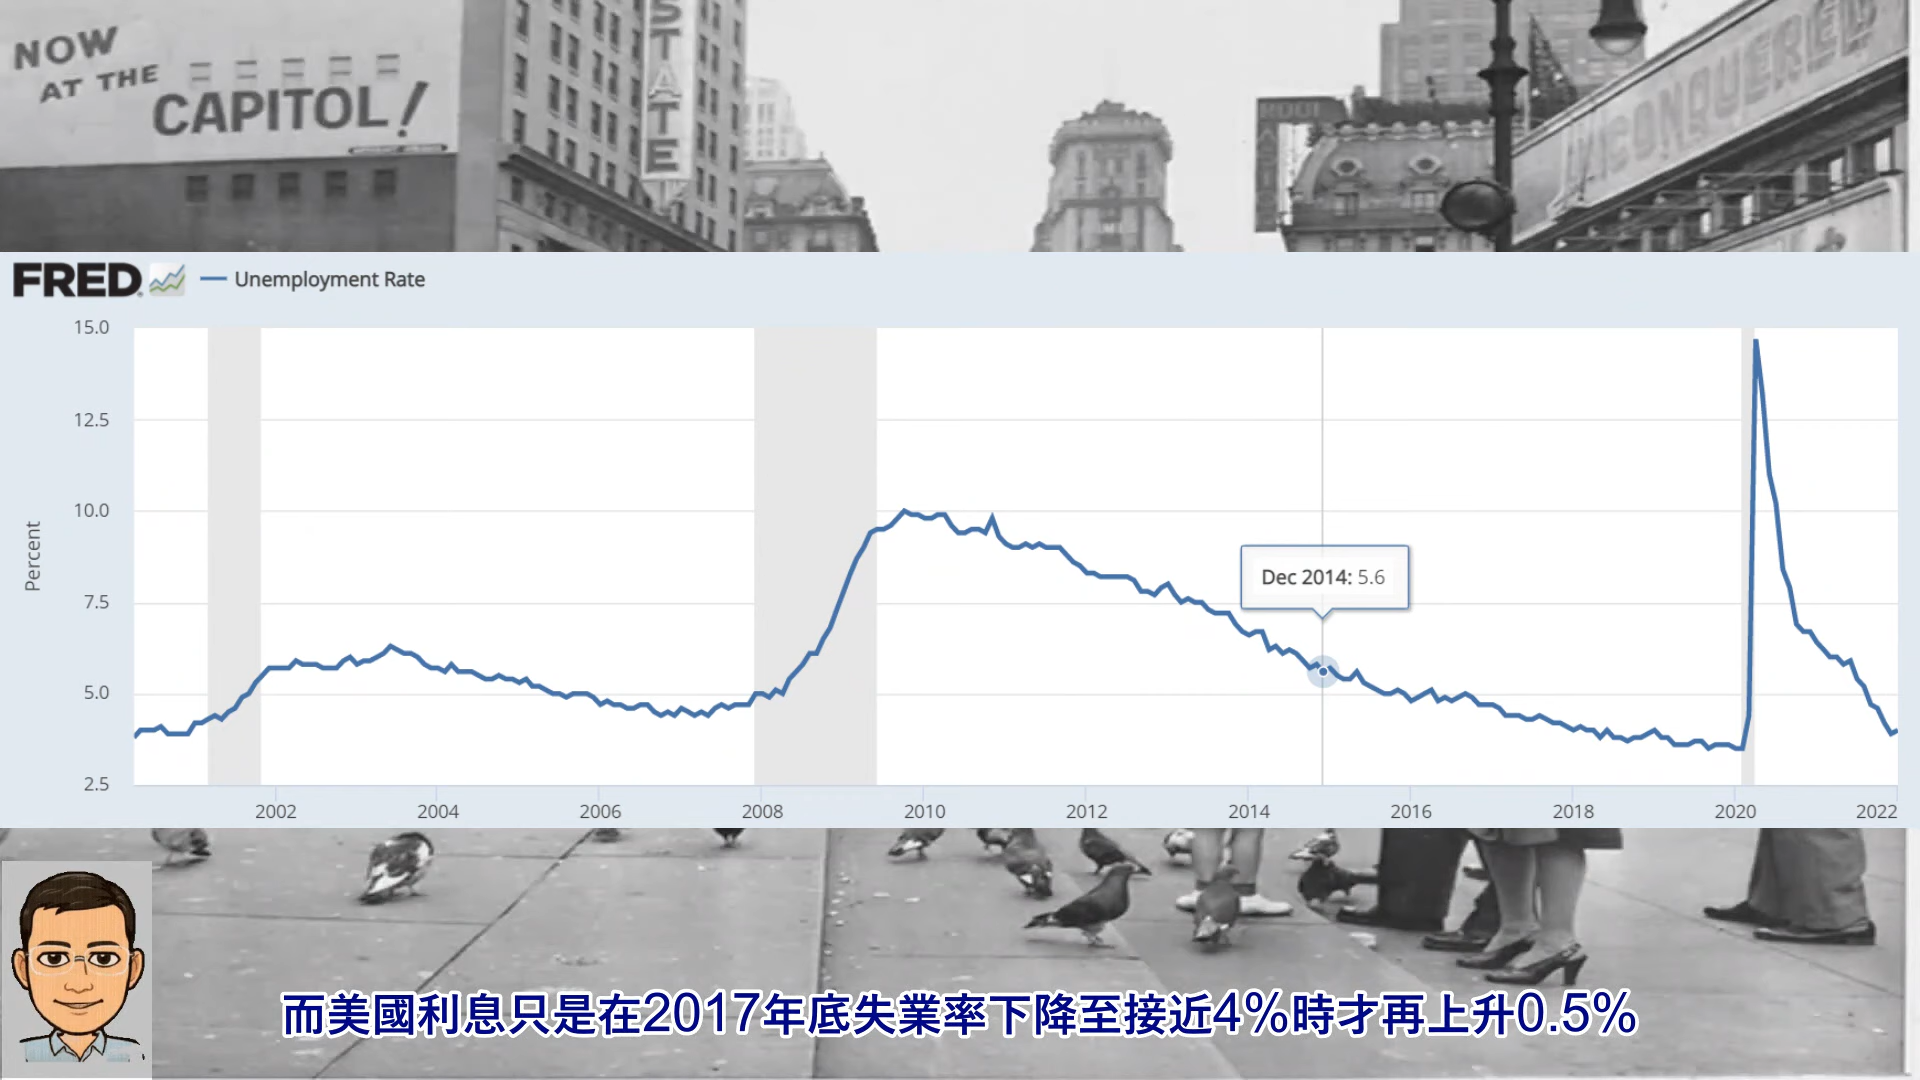 NOW
AT THE
CAPITOL!
STATE
UNCONQUERED
FRED
Unemployment Rate
15.0
12.5
10.0
7.5
5.0
2.5
Percent
Dec 2014: 5.6
2002 2004 2006 2008 2010 2012 2014 2016 2018 2020 2022
而美國利息只是在2017年底失業率下降至接近4%時才再上升0.5%